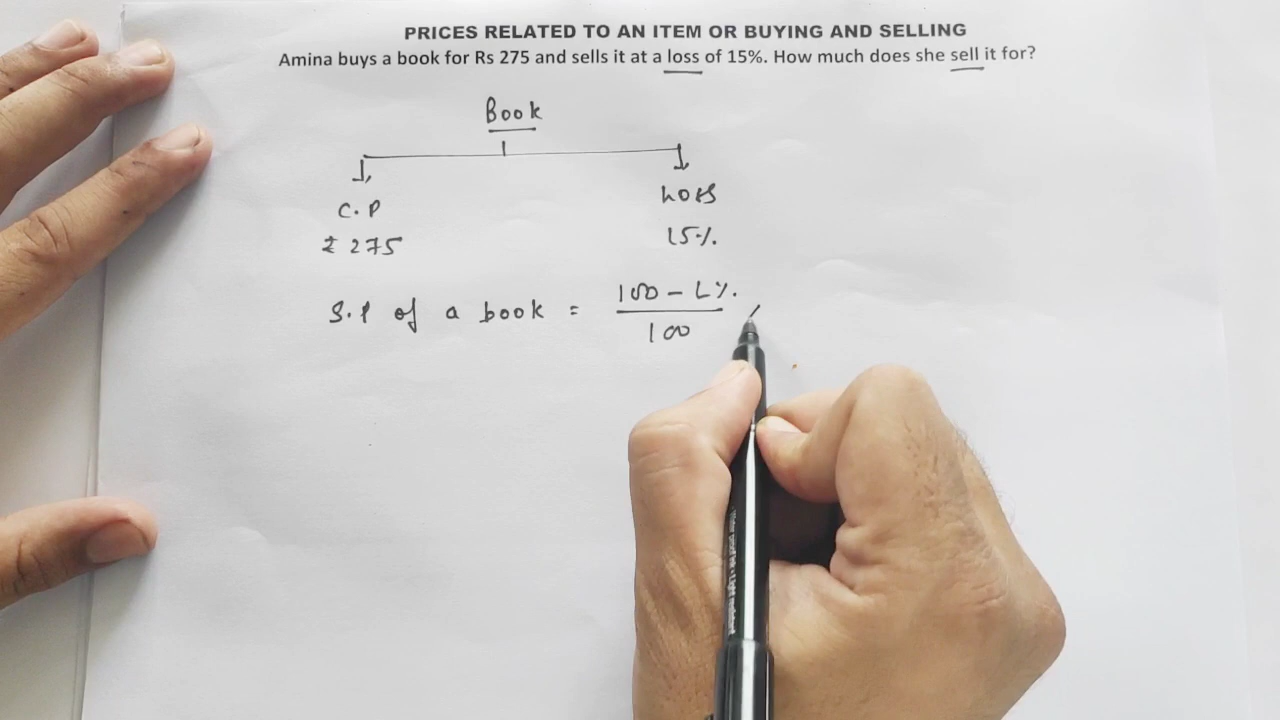 PRICES RELATED TO AN ITEM OR BUYING AND SELLING
Amina buys a book for Rs 275 and sells it at a loss of 15%. How much does she sell it for?
Book
C.P
Loss
₹ 275
15%
S.P of a book = 100 - L%
100